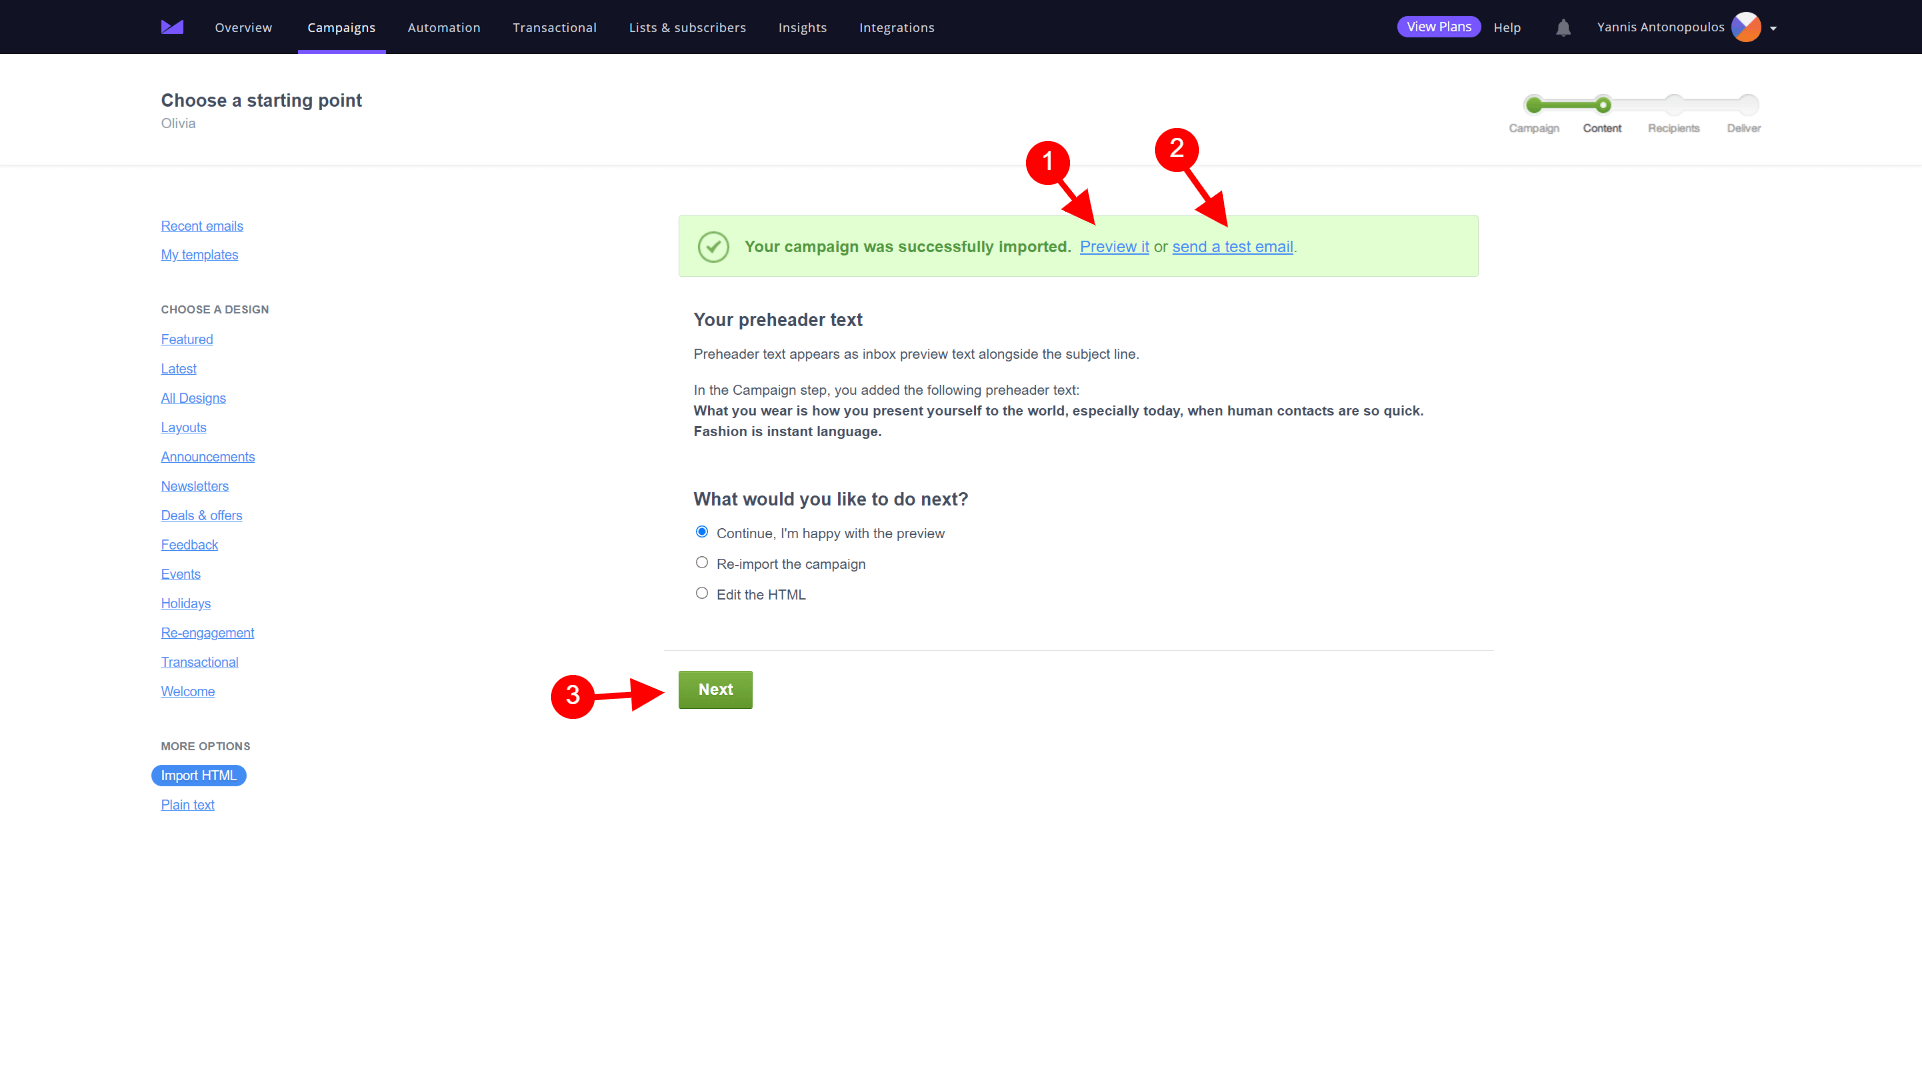 Overview Campaigns Automation Transactional Lists & subscribers Insights Integrations View Plans Help Yannis Antonopoulos
Choose a starting point
Olivia
Campaign Content Recipients Deliver
1
2
Recent emails
My templates
CHOOSE A DESIGN
Featured
Latest
All Designs
Layouts
Announcements
Newsletters
Deals & offers
Feedback
Events
Holidays
Re-engagement
Transactional
Welcome
MORE OPTIONS
Import HTML
Plain text
Your campaign was successfully imported. Preview it or send a test email.
Your preheader text
Preheader text appears as inbox preview text alongside the subject line.
In the Campaign step, you added the following preheader text:
What you wear is how you present yourself to the world, especially today, when human contacts are so quick.
Fashion is instant language.
What would you like to do next?
Continue, I'm happy with the preview
Re-import the campaign
Edit the HTML
3
Next